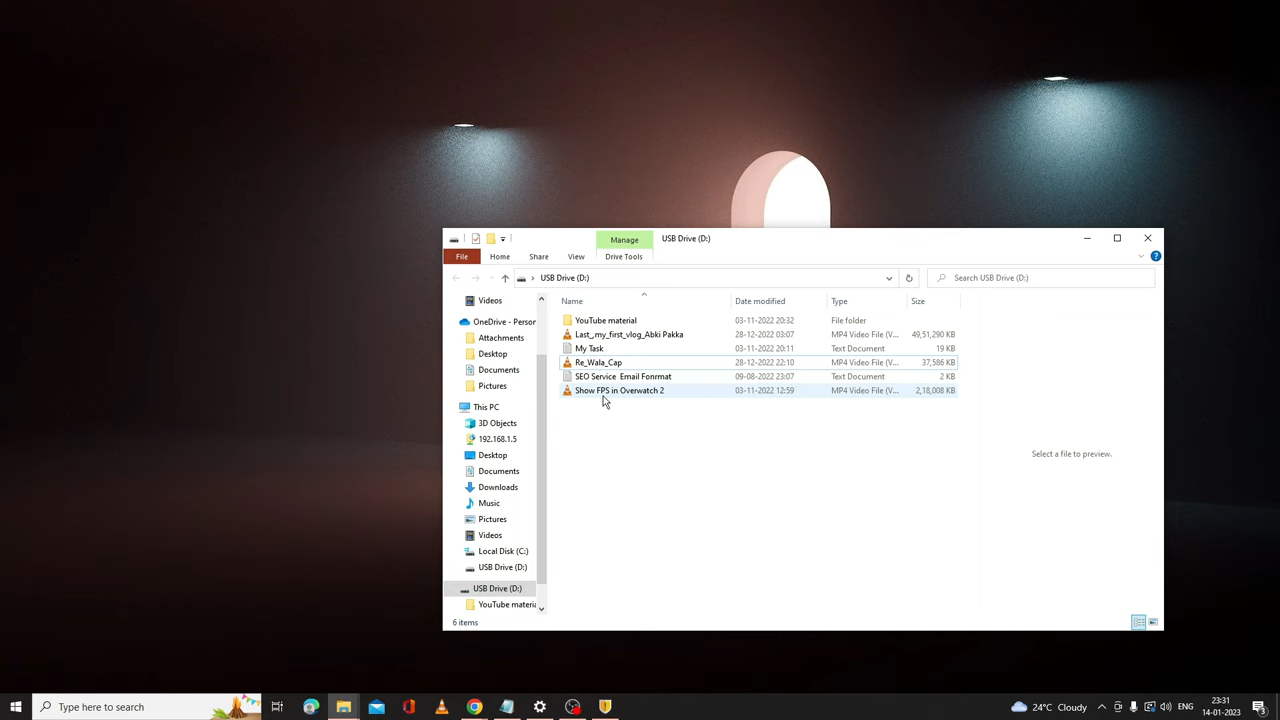 Manage
USB Drive (D:)
File
Home
Share
View
Drive Tools
USB Drive (D:)
Search USB Drive (D:)
Videos
OneDrive - Person
Attachments
Desktop
Documents
Pictures
This PC
3D Objects
192.168.1.5
Desktop
Documents
Downloads
Music
Pictures
Videos
Local Disk (C:)
USB Drive (D:)
USB Drive (D:)
YouTube materia
Name Date modified Type Size
YouTube material 03-11-2022 20:32 File folder
Last_my_first_vlog_Abki Pakka 28-12-2022 03:07 MP4 Video File (V... 49,51,290 KB
My Task 03-11-2022 20:11 Text Document 19 KB
Re_Wala_Cap 28-12-2022 22:10 MP4 Video File (V... 37,586 KB
SEO Service Email Fonrmat 09-08-2022 23:07 Text Document 2 KB
Show FPS in Overwatch 2 03-11-2022 12:59 MP4 Video File (V... 2,18,008 KB
Select a file to preview.
6 items
Type here to search
24°C Cloudy
ENG
23:31
14-01-2023
3